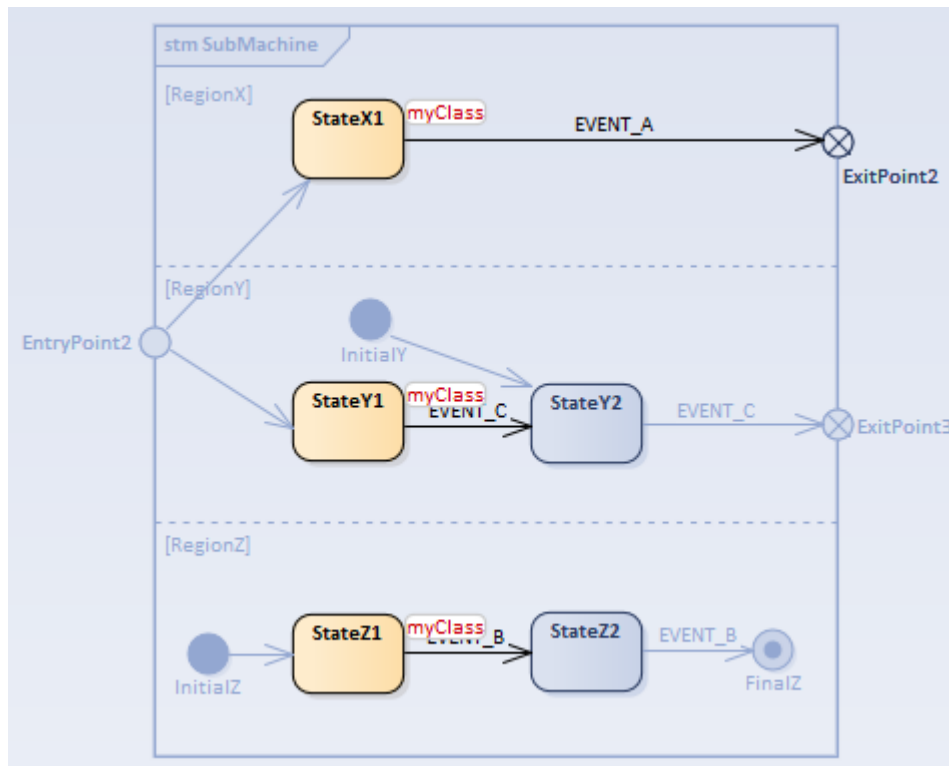 stm SubMachine
[RegionX]
StateX1
myClass
EVENT_A
ExitPoint2
[RegionY]
EntryPoint2
InitialY
StateY1
myClass
EVENT_C
StateY2
EVENT_C
ExitPoint3
[RegionZ]
StateZ1
myClass
EVENT_B
StateZ2
EVENT_B
InitialZ
FinalZ